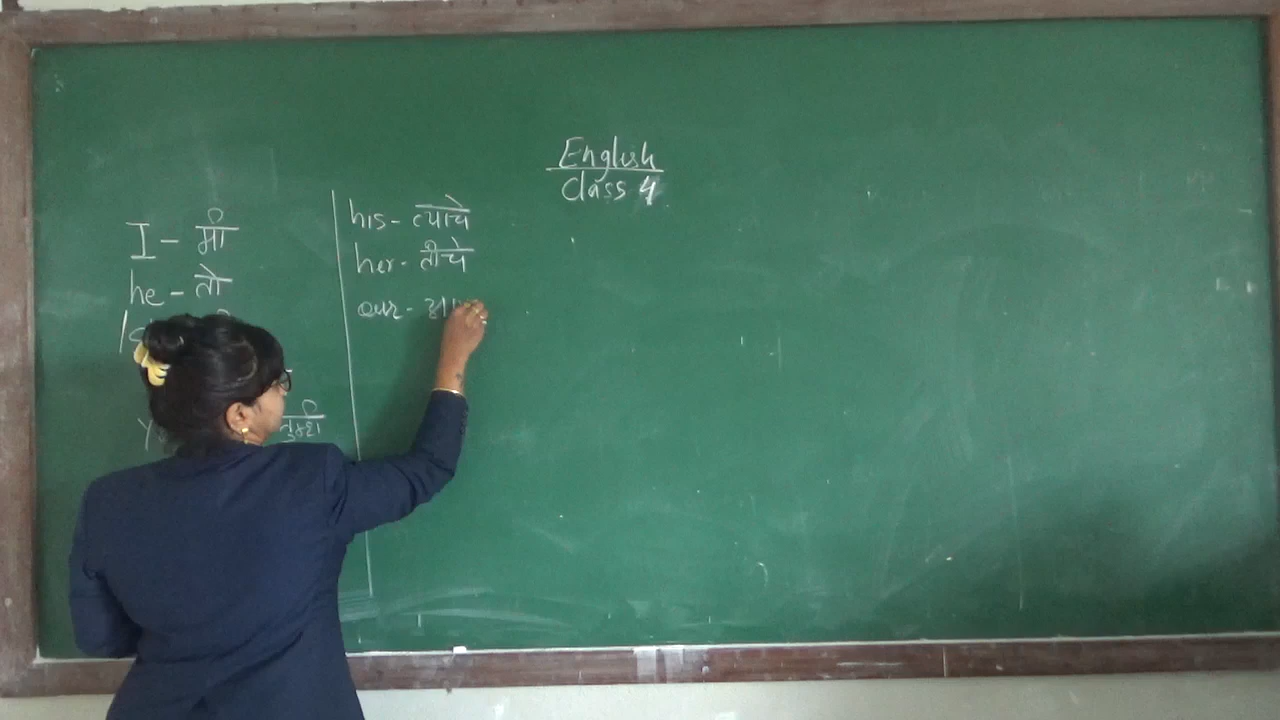 English
Class 4
I - मी
he - तो
his - त्याचे
her - तीचे
our -